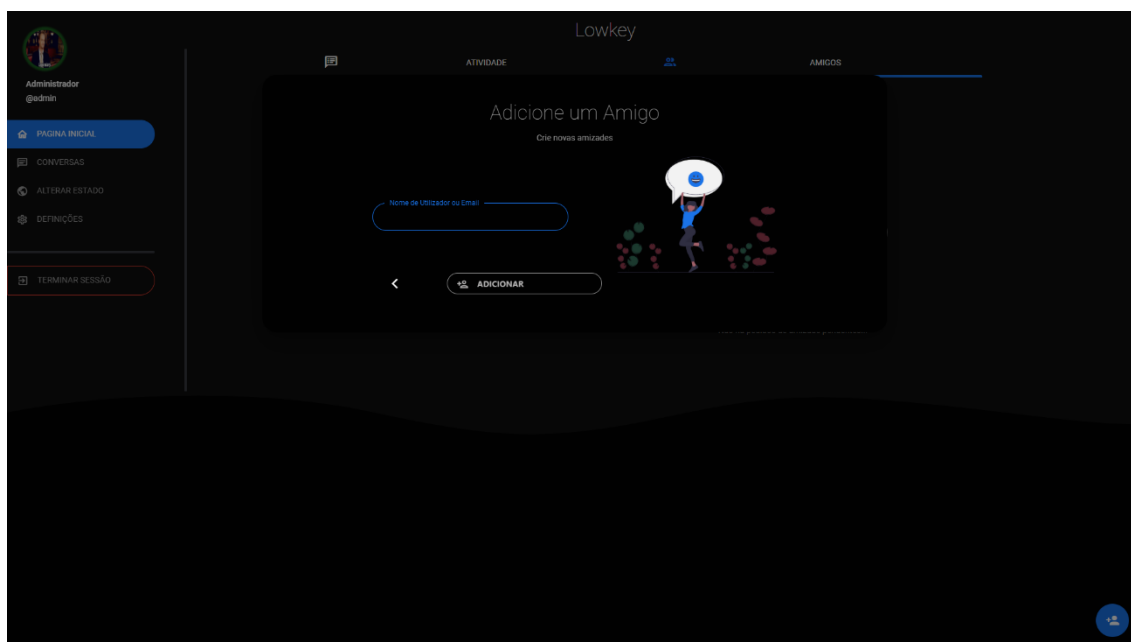 Lowkey
ATIVIDADE
AMIGOS
Administrador
@admin
PAGINA INICIAL
CONVERSAS
ALTERAR ESTADO
DEFINIÇÕES
TERMINAR SESSÃO
Adicione um Amigo
Crie novas amizades
Nome de Utilizador ou Email
ADICIONAR